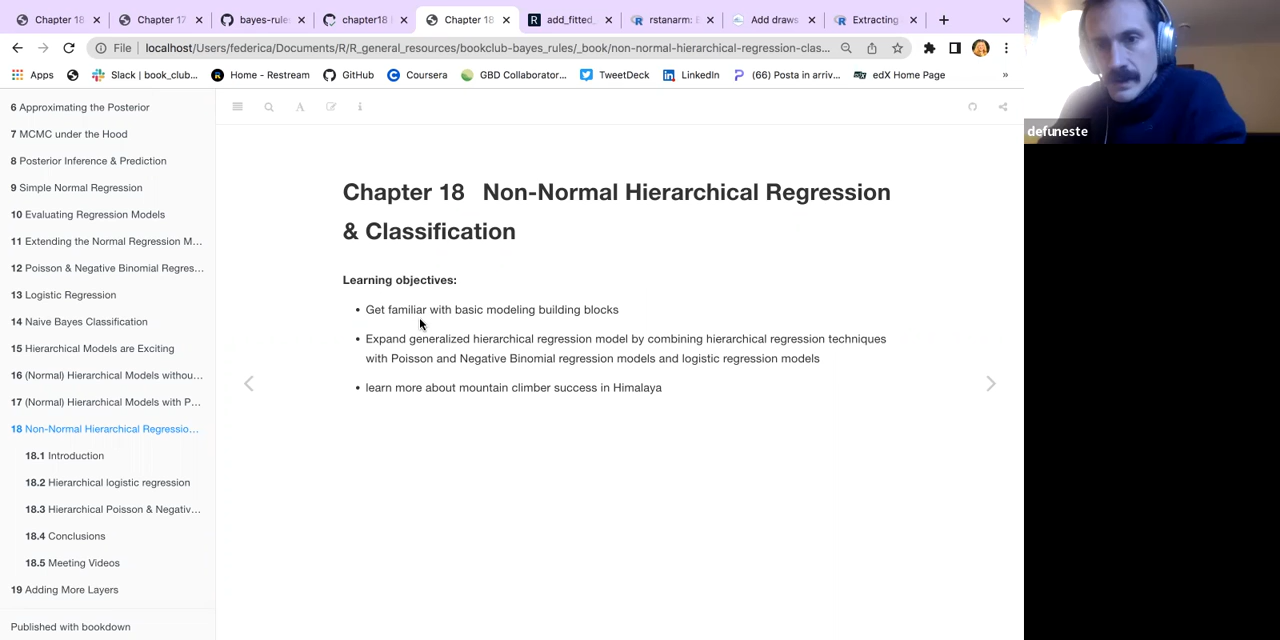 Chapter 18
Chapter 17
bayes-rule
chapter18
Chapter 18
add_fitted_
rstanarm: E
Add draws
Extracting
File
localhost/Users/federica/Documents/R/R_general_resources/bookclub-bayes_rules/_book/non-normal-hierarchical-regression-clas...
Apps
Slack | book_club...
Home - Restream
GitHub
Coursera
GBD Collaborator...
TweetDeck
LinkedIn
(66) Posta in arriv...
edX Home Page
»
6 Approximating the Posterior
7 MCMC under the Hood
8 Posterior Inference & Prediction
9 Simple Normal Regression
10 Evaluating Regression Models
11 Extending the Normal Regression M...
12 Poisson & Negative Binomial Regres...
13 Logistic Regression
14 Naive Bayes Classification
15 Hierarchical Models are Exciting
16 (Normal) Hierarchical Models withou...
17 (Normal) Hierarchical Models with P...
18 Non-Normal Hierarchical Regressio...
18.1 Introduction
18.2 Hierarchical logistic regression
18.3 Hierarchical Poisson & Negativ...
18.4 Conclusions
18.5 Meeting Videos
19 Adding More Layers
Published with bookdown
Chapter 18 Non-Normal Hierarchical Regression
& Classification
Learning objectives:
• Get familiar with basic modeling building blocks
• Expand generalized hierarchical regression model by combining hierarchical regression techniques
with Poisson and Negative Binomial regression models and logistic regression models
• learn more about mountain climber success in Himalaya
defuneste